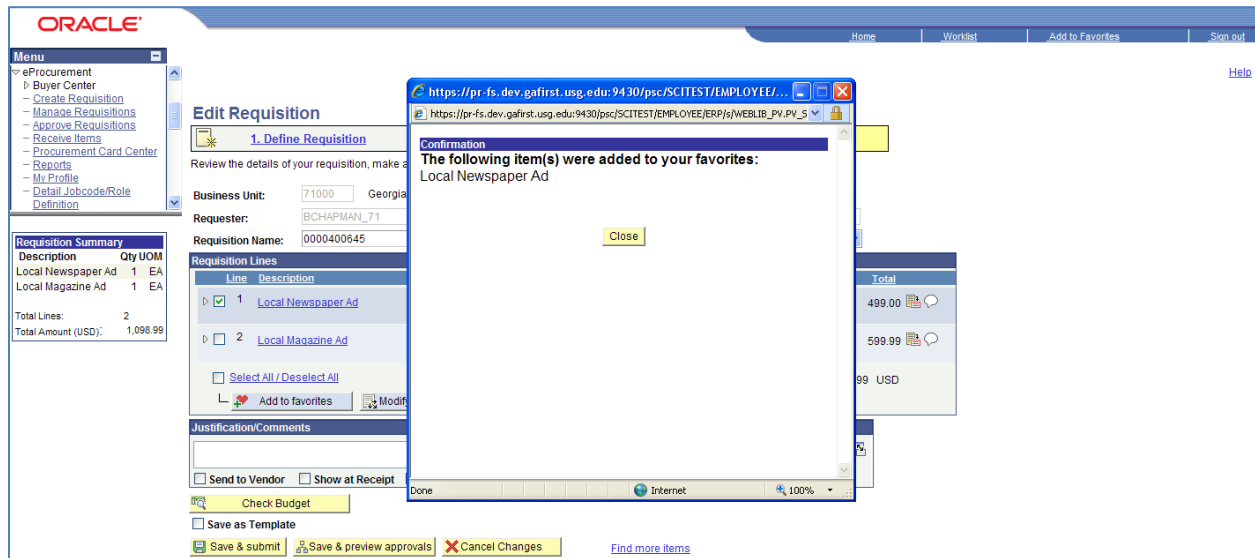 ORACLE
Home Worklist Add to Favorites Sign out
Menu
Help
eProcurement
Buyer Center
Create Requisition
Manage Requisitions
Approve Requisitions
Receive Items
Procurement Card Center
Reports
My Profile
Detail Jobcode/Role
Definition
Requisition Summary
Description Qty UOM
Local Newspaper Ad 1 EA
Local Magazine Ad 1 EA
Total Lines: 2
Total Amount (USD): 1,098.99
Edit Requisition
1. Define Requisition
Review the details of your requisition, make a
Business Unit: 71000 Georgia
Requester: BCHAPMAN_71
Requisition Name: 0000400645
Requisition Lines
Line Description Total
1 Local Newspaper Ad 499.00
2 Local Magazine Ad 599.99
Select All / Deselect All 99 USD
Add to favorites Modify
Justification/Comments
Send to Vendor Show at Receipt
Check Budget
Save as Template
Save & submit Save & preview approvals Cancel Changes Find more items
https://pr-fs.dev.gafirst.usg.edu:9430/psc/SCITEST/EMPLOYEE/...
https://pr-fs.dev.gafirst.usg.edu:9430/psc/SCITEST/EMPLOYEE/ERP/s/WEBLIB_PV.PV_S
Confirmation
The following item(s) were added to your favorites:
Local Newspaper Ad
Close
Done Internet 100%